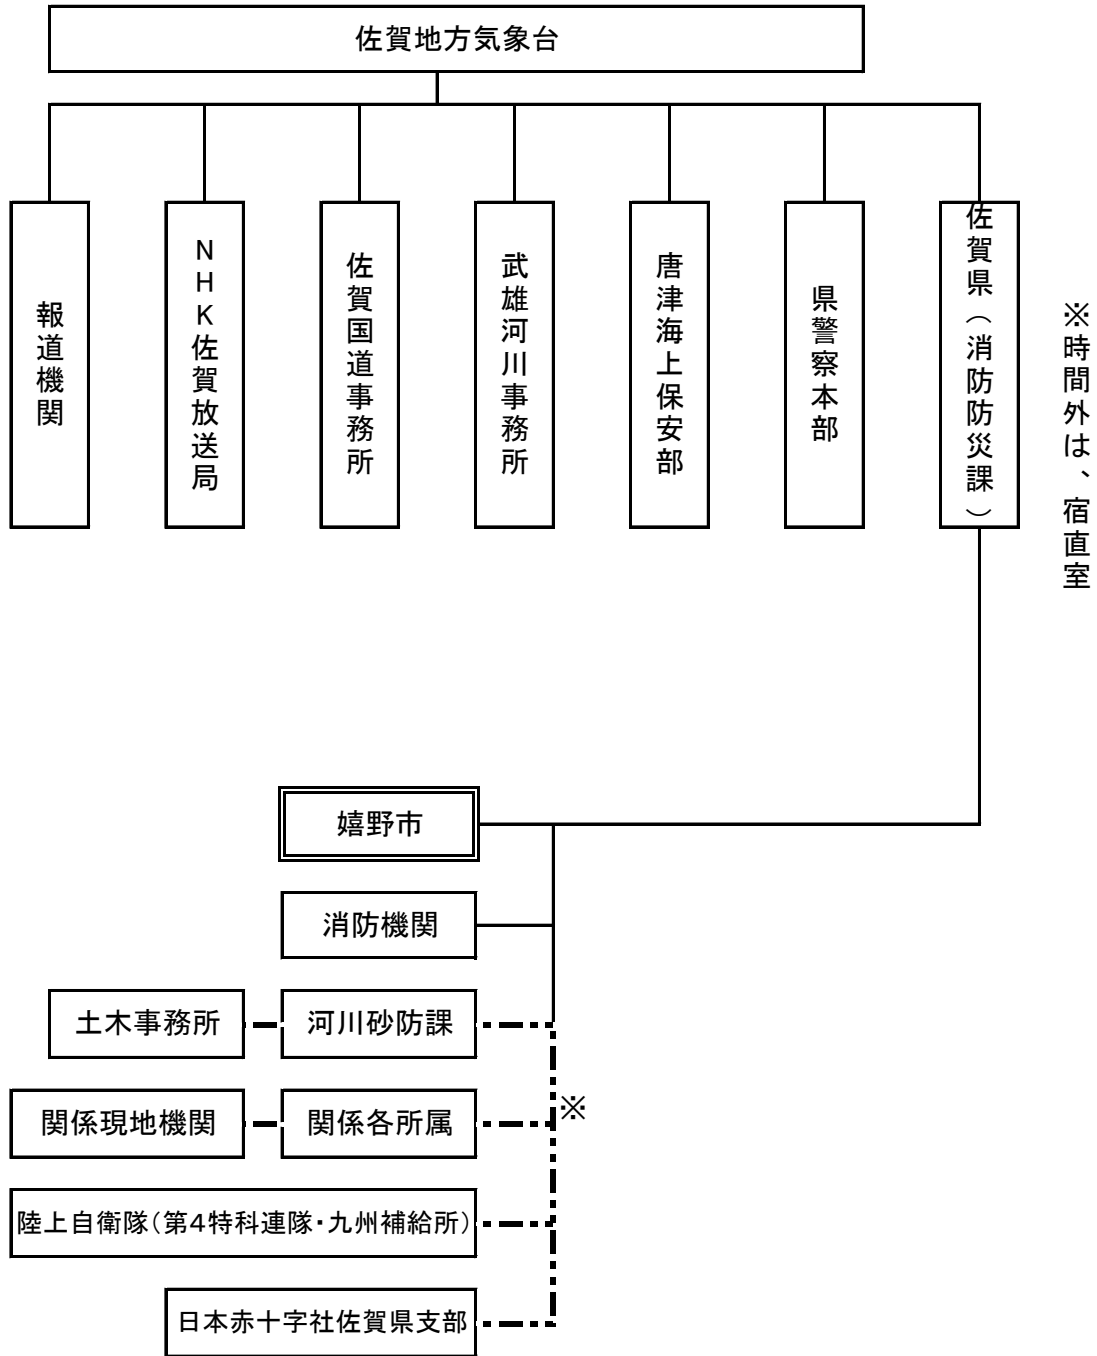 佐賀地方気象台
報道機関
NHK佐賀放送局
佐賀国道事務所
武雄河川事務所
唐津海上保安部
県警察本部
佐賀県(消防防災課)
※時間外は、宿直室
嬉野市
消防機関
土木事務所
河川砂防課
関係現地機関
関係各所属
※
陸上自衛隊(第4特科連隊・九州補給所)
日本赤十字社佐賀県支部